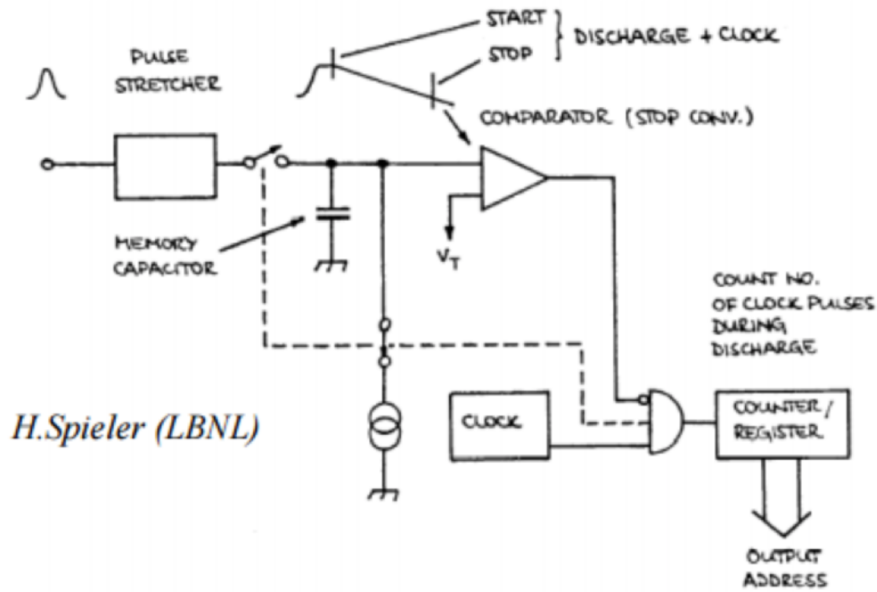 START
STOP
DISCHARGE + CLOCK
PULSE
STRETCHER
COMPARATOR (STOP CONV.)
MEMORY
CAPACITOR
V_T
COUNT NO.
OF CLOCK PULSES
DURING
DISCHARGE
H.Spieler (LBNL)
CLOCK
COUNTER/
REGISTER
OUTPUT
ADDRESS